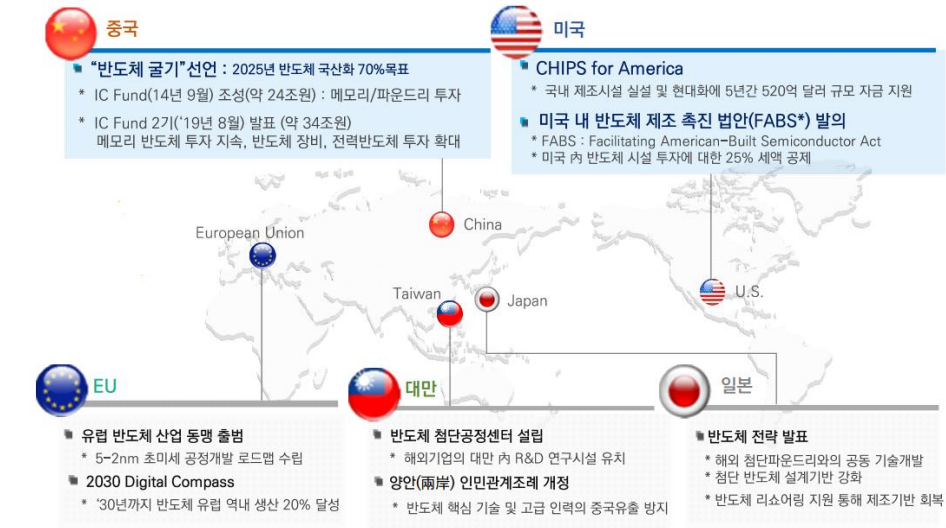 중국
"반도체 굴기"선언 : 2025년 반도체 국산화 70%목표
* IC Fund(14년 9월) 조성(약 24조원) : 메모리/파운드리 투자
* IC Fund 2기('19년 8월) 발표 (약 34조원)
메모리 반도체 투자 지속, 반도체 장비, 전력반도체 투자 확대
미국
CHIPS for America
* 국내 제조시설 실설 및 현대화에 5년간 520억 달러 규모 자금 지원
미국 내 반도체 제조 촉진 법안(FABS*) 발의
* FABS : Facilitating American-Built Semiconductor Act
* 미국 內 반도체 시설 투자에 대한 25% 세액 공제
European Union
China
Taiwan
Japan
U.S.
EU
유럽 반도체 산업 동맹 출범
* 5-2nm 초미세 공정개발 로드맵 수립
2030 Digital Compass
* '30년까지 반도체 유럽 역내 생산 20% 달성
대만
반도체 첨단공정센터 설립
* 해외기업의 대만 內 R&D 연구시설 유치
양안(兩岸) 인민관계조례 개정
* 반도체 핵심 기술 및 고급 인력의 중국유출 방지
일본
반도체 전략 발표
* 해외 첨단파운드리와의 공동 기술개발
* 첨단 반도체 설계기반 강화
* 반도체 리쇼어링 지원 통해 제조기반 회복